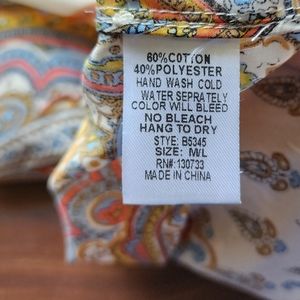 60%COTTON
40%POLYESTER
HAND WASH COLD
WATER SEPRATELY
COLOR WILL BLEED
NO BLEACH
HANG TO DRY
STYE: B5345
SIZE: M/L
RN#:130733
MADE IN CHINA